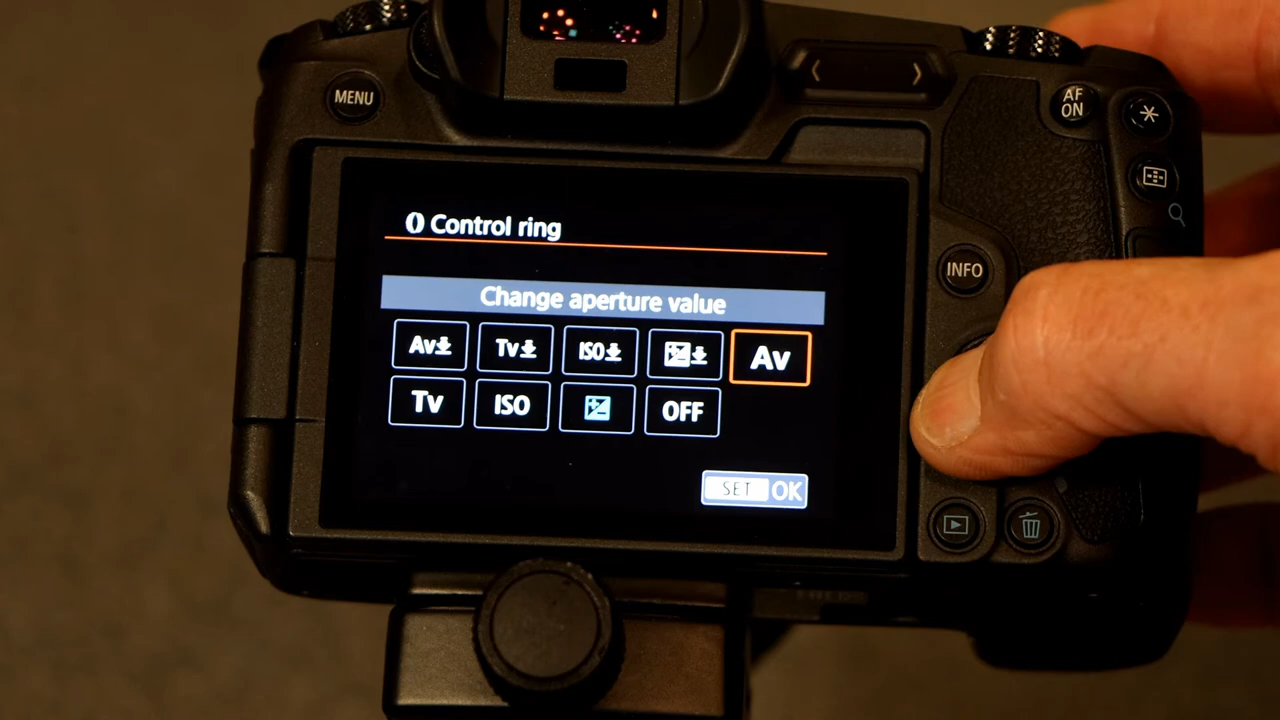 MENU
AF
ON
Control ring
INFO
Change aperture value
Av Tv ISO Av
Tv ISO OFF
SET OK